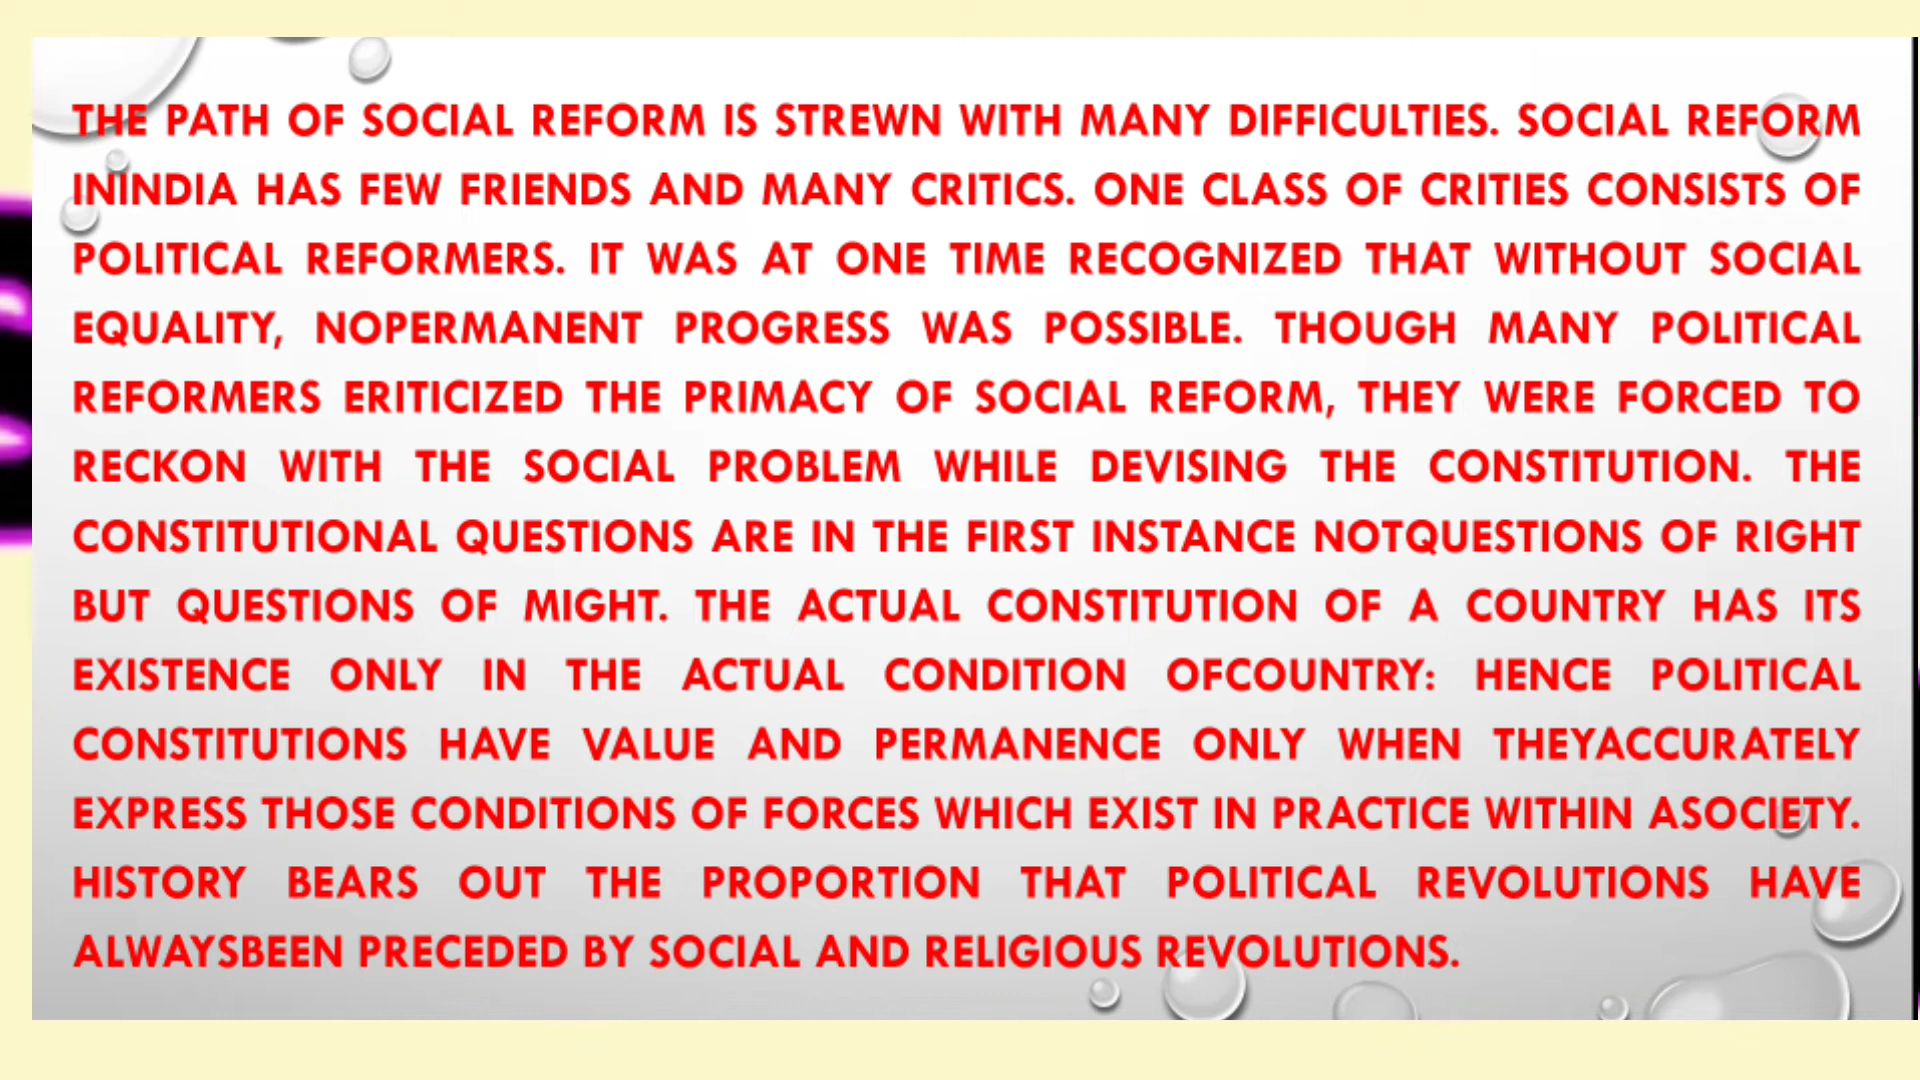 THE PATH OF SOCIAL REFORM IS STREWN WITH MANY DIFFICULTIES. SOCIAL REFORM
ININDIA HAS FEW FRIENDS AND MANY CRITICS. ONE CLASS OF CRITIES CONSISTS OF
POLITICAL REFORMERS. IT WAS AT ONE TIME RECOGNIZED THAT WITHOUT SOCIAL
EQUALITY, NOPERMANENT PROGRESS WAS POSSIBLE. THOUGH MANY POLITICAL
REFORMERS ERITICIZED THE PRIMACY OF SOCIAL REFORM, THEY WERE FORCED TO
RECKON WITH THE SOCIAL PROBLEM WHILE DEVISING THE CONSTITUTION. THE
CONSTITUTIONAL QUESTIONS ARE IN THE FIRST INSTANCE NOTQUESTIONS OF RIGHT
BUT QUESTIONS OF MIGHT. THE ACTUAL CONSTITUTION OF A COUNTRY HAS ITS
EXISTENCE ONLY IN THE ACTUAL CONDITION OFCOUNTRY: HENCE POLITICAL
CONSTITUTIONS HAVE VALUE AND PERMANENCE ONLY WHEN THEYACCURATELY
EXPRESS THOSE CONDITIONS OF FORCES WHICH EXIST IN PRACTICE WITHIN ASOCIETY.
HISTORY BEARS OUT THE PROPORTION THAT POLITICAL REVOLUTIONS HAVE
ALWAYSBEEN PRECEDED BY SOCIAL AND RELIGIOUS REVOLUTIONS.